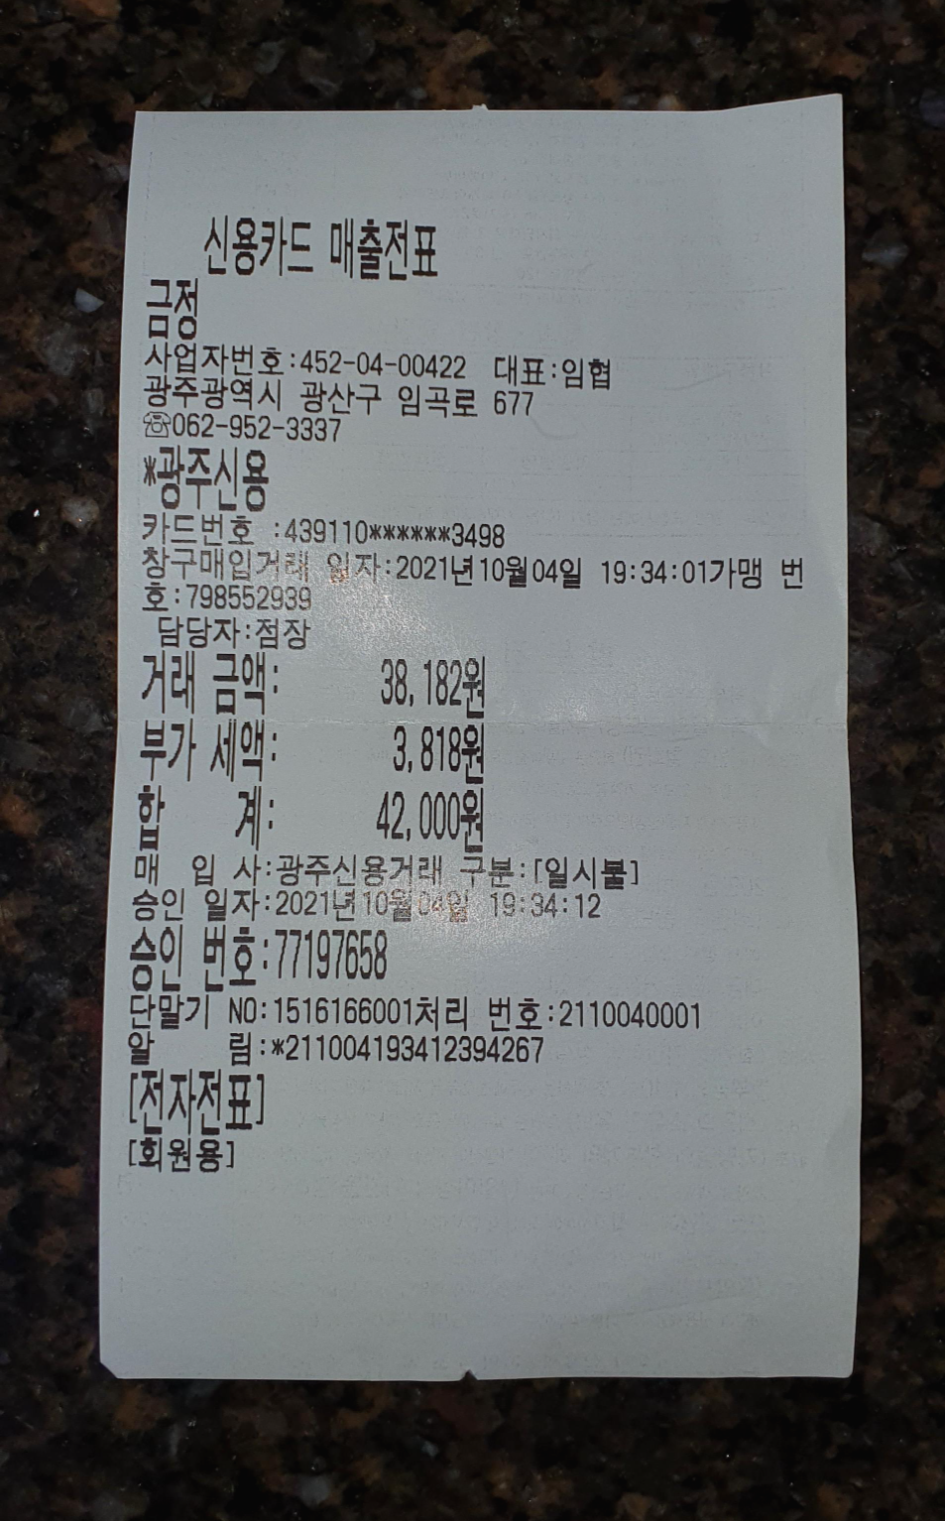 신용카드 매출전표
금정
사업자번호:452-04-00422 대표:임협
광주광역시 광산구 임곡로 677
☏062-952-3337
*광주신용
카드번호 :439110******3498
창구매입거래 일자:2021년10월04일 19:34:01가맹 번
호:798552939
담당자:점장
거래 금액: 38,182원
부가 세액: 3,818원
합 계: 42,000원
매 입 사:광주신용거래 구분:[일시불]
승인 일자:2021년10월04일 19:34:12
승인 번호:77197658
단말기 NO:1516166001처리 번호:2110040001
알 림:*211004193412394267
[전자전표]
[회원용]